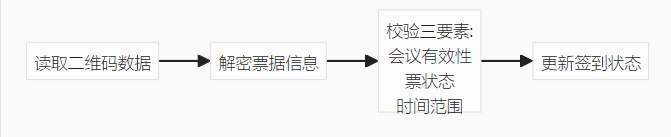 读取二维码数据
解密票据信息
校验三要素:
会议有效性
票状态
时间范围
更新签到状态